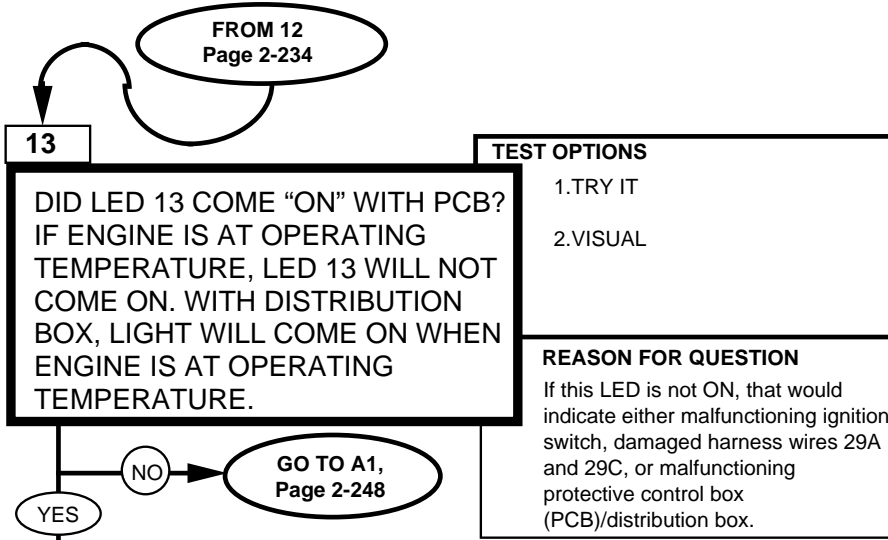 FROM 12
Page 2-234
13
DID LED 13 COME “ON” WITH PCB?
IF ENGINE IS AT OPERATING
TEMPERATURE, LED 13 WILL NOT
COME ON. WITH DISTRIBUTION
BOX, LIGHT WILL COME ON WHEN
ENGINE IS AT OPERATING
TEMPERATURE.
TEST OPTIONS
1.TRY IT
2.VISUAL
REASON FOR QUESTION
If this LED is not ON, that would
indicate either malfunctioning ignition
switch, damaged harness wires 29A
and 29C, or malfunctioning
protective control box
(PCB)/distribution box.
NO
GO TO A1,
Page 2-248
YES